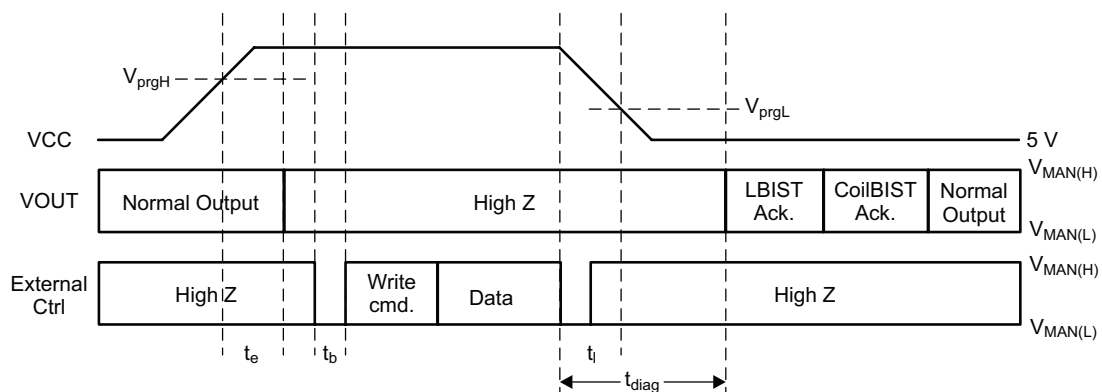 VprgH
VprgL
VCC
5 V
VOUT
Normal Output
High Z
LBIST
Ack.
CoilBIST
Ack.
Normal
Output
VMAN(H)
VMAN(L)
External
Ctrl
High Z
Write
cmd.
Data
High Z
VMAN(H)
VMAN(L)
te
tb
tl
tdiag